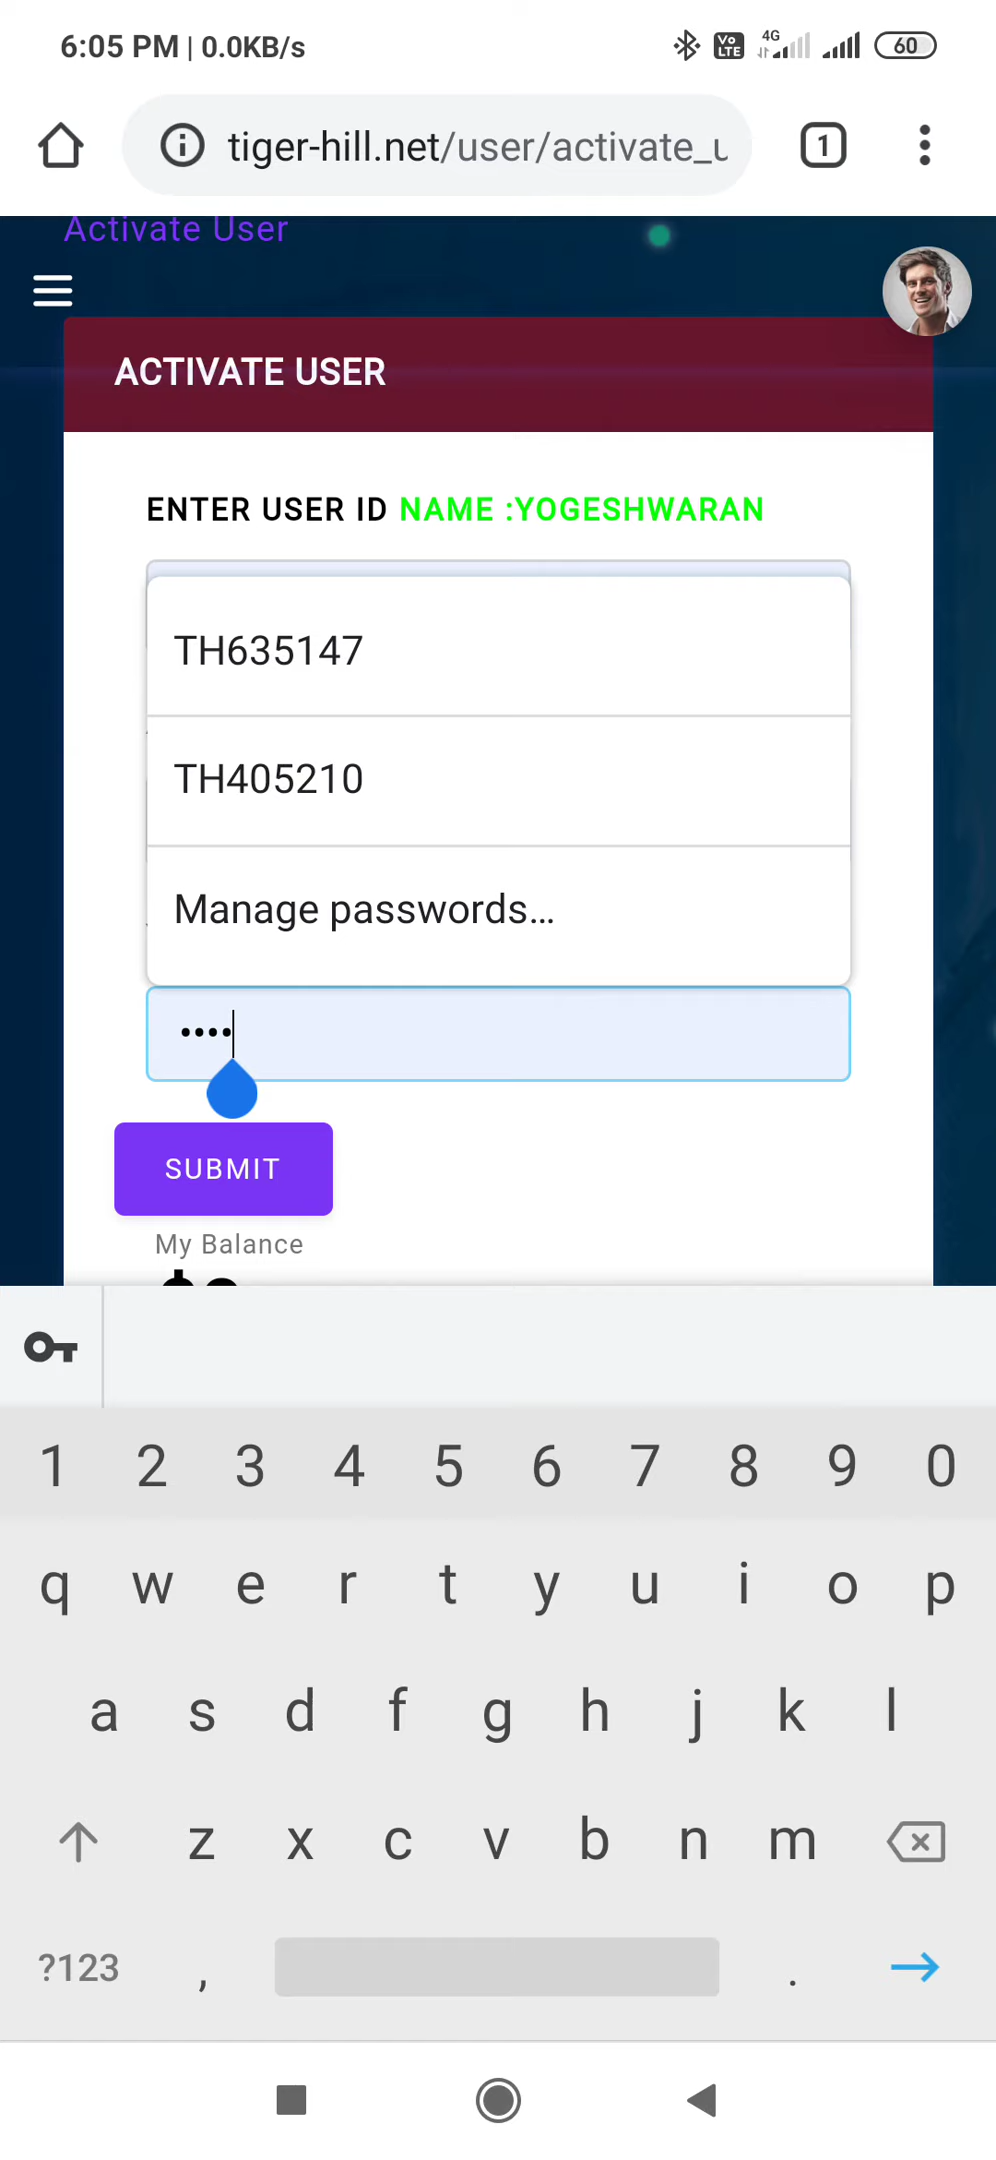 6:05 PM | 0.0KB/s Vo LTE 4G 60
tiger-hill.net/user/activate_u 1
Activate User
ACTIVATE USER
ENTER USER ID NAME :YOGESHWARAN
TH635147
TH405210
Manage passwords...
••••
SUBMIT
My Balance
1 2 3 4 5 6 7 8 9 0
q w e r t y u i o p
a s d f g h j k l
z x c v b n m
?123 , .